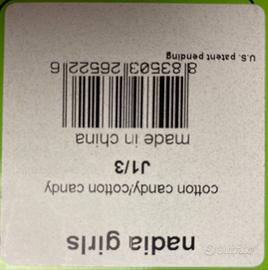 nadia girls
cotton candy/cotton candy
J1/3
made in china
8 83503 26522 6
U.S. patent pending